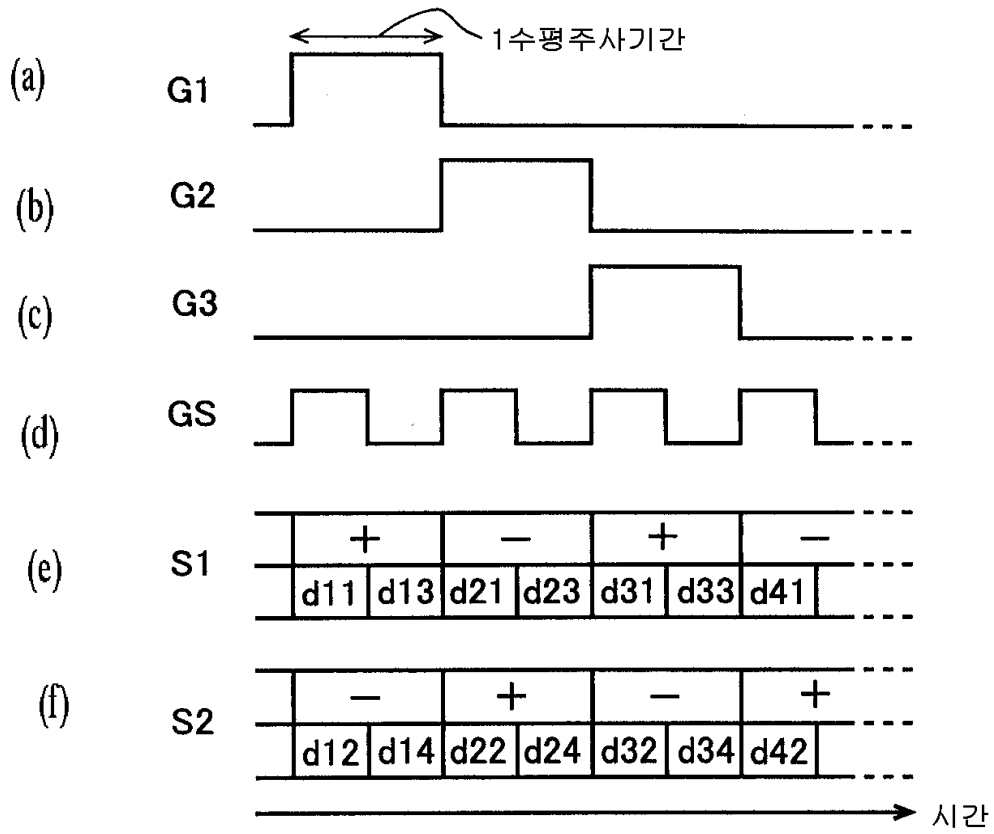 1수평주사기간
(a) G1
(b) G2
(c) G3
(d) GS
(e) S1
+ − + −
d11 d13 d21 d23 d31 d33 d41
(f) S2
− + − +
d12 d14 d22 d24 d32 d34 d42
시간